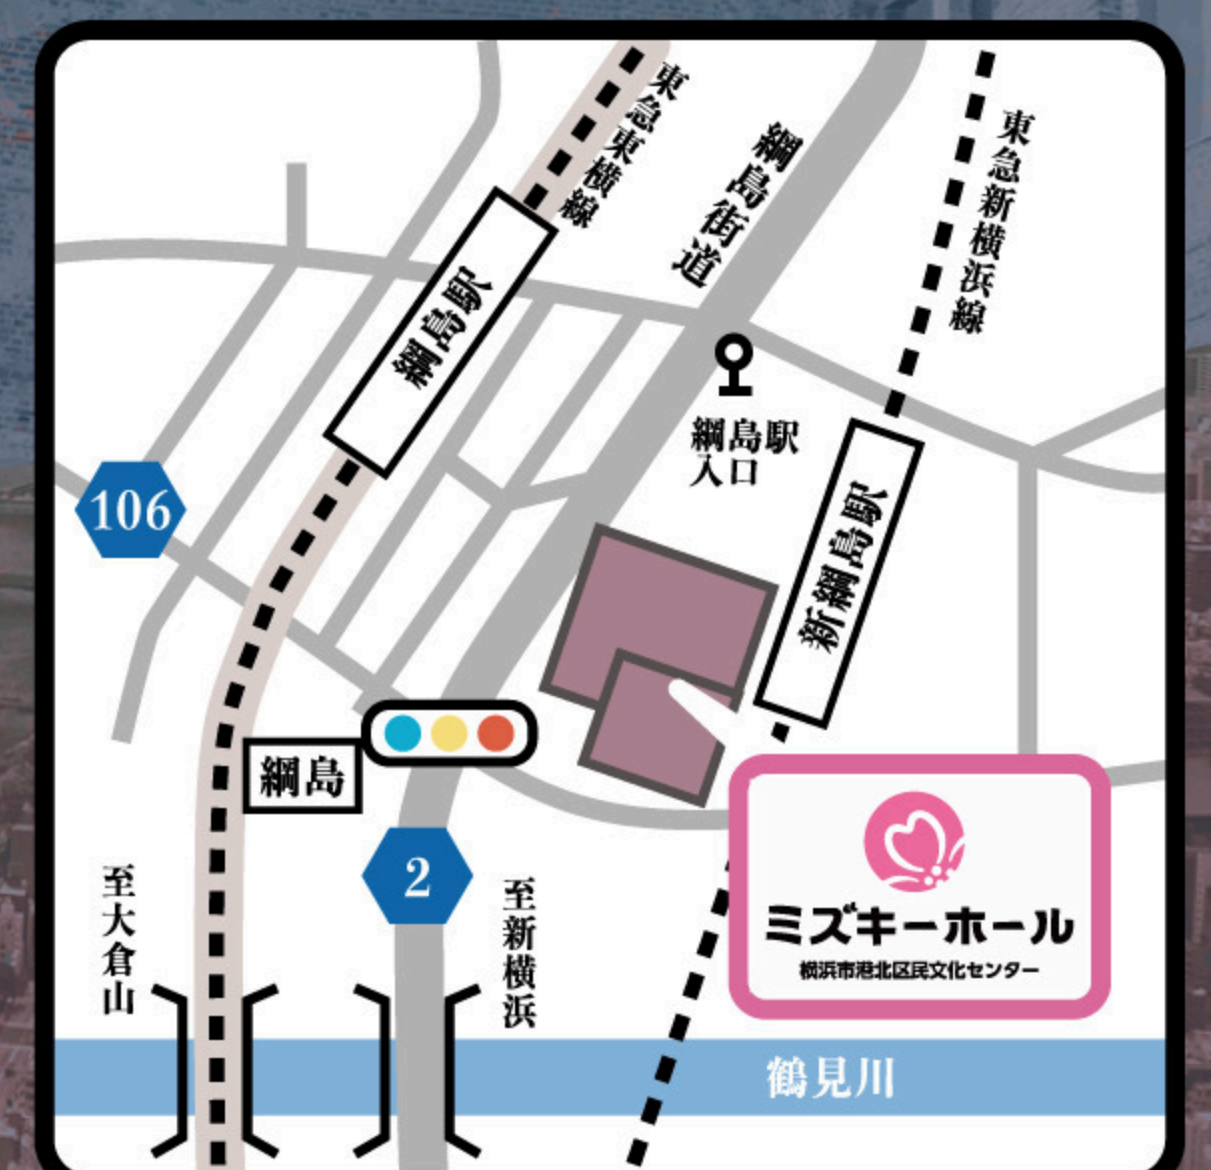 東急東横線
綱島街道
東急新横浜線
綱島駅
綱島駅
入口
新綱島駅
106
綱島
2
至大倉山
至新横浜
ミズキーホール
横浜市港北区民文化センター
鶴見川